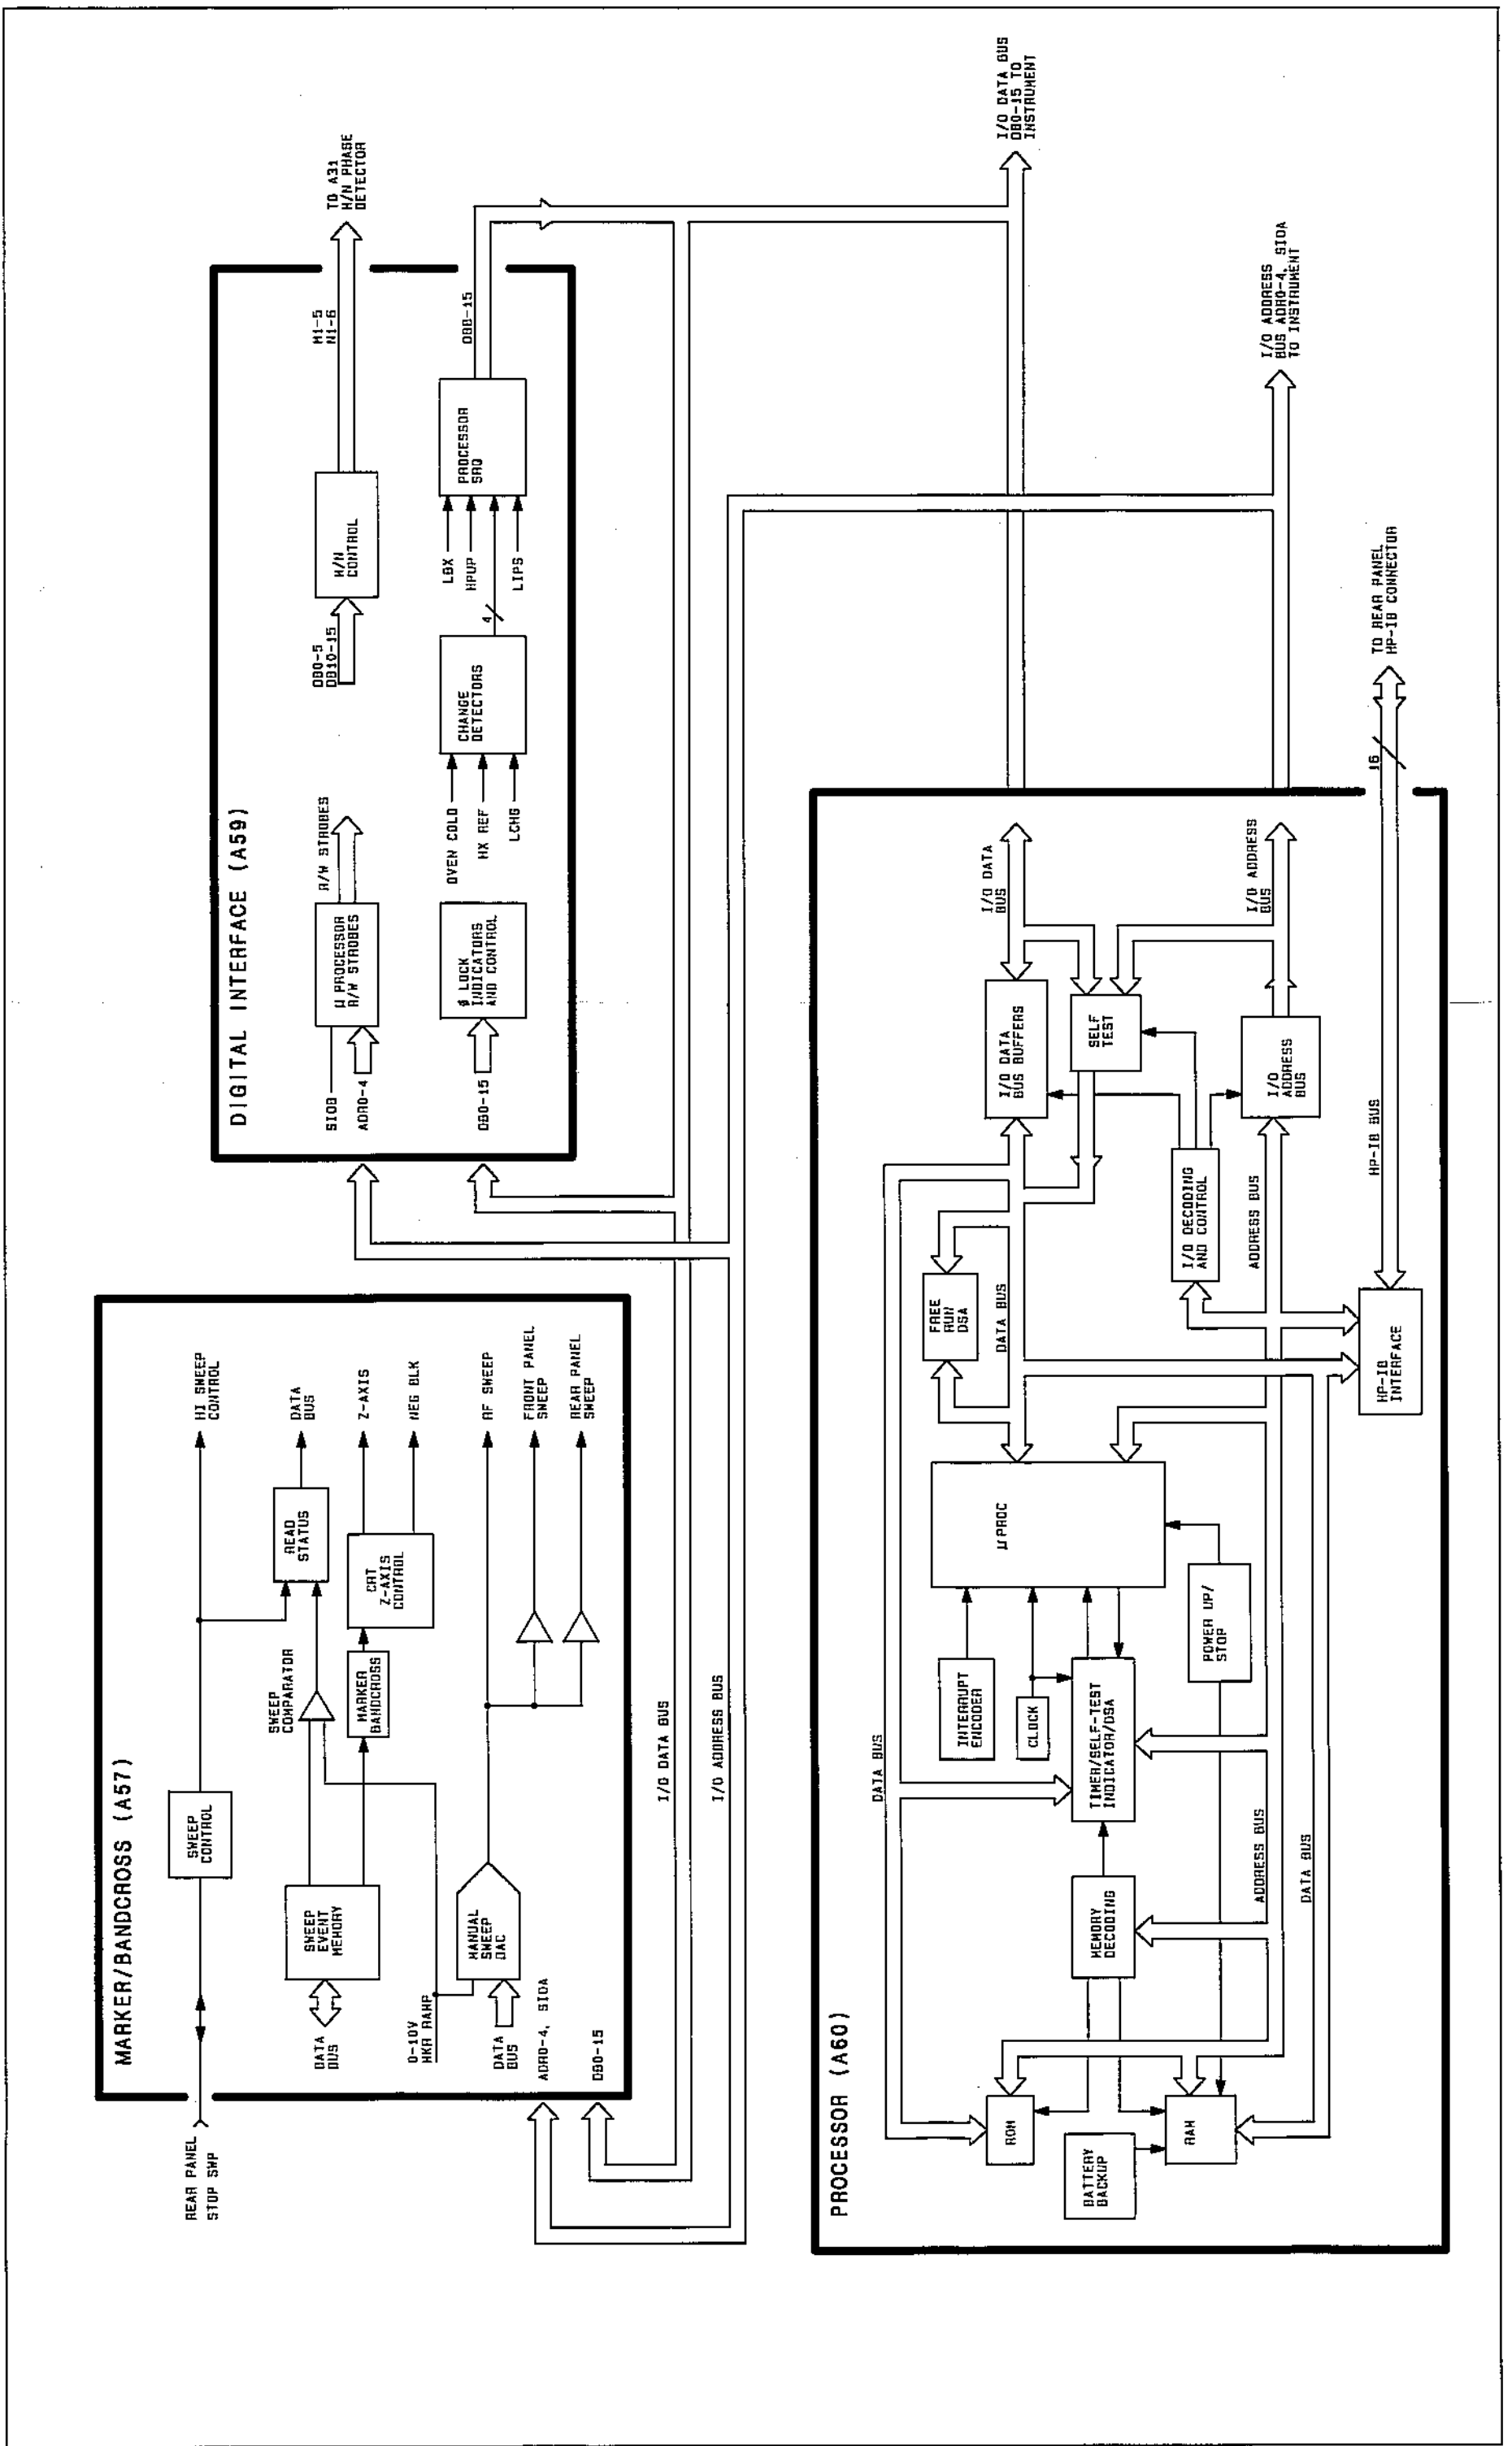 MARKER/BANDCROSS (A57)
REAR PANEL
STOP SWP
SWEEP
CONTROL
HI SWEEP
CONTROL
SWEEP
COMPARATOR
READ
STATUS
DATA
BUS
DATA
BUS
SWEEP
EVENT
MEMORY
MARKER
BANDCROSS
CRT
Z-AXIS
CONTROL
Z-AXIS
NEG BLK
0-10V
MKR RAMP
DATA
BUS
MANUAL
SWEEP
DAC
RF SWEEP
FRONT PANEL
SWEEP
REAR PANEL
SWEEP
ADR0-4, SIOA
DB0-15
I/O DATA BUS
I/O ADDRESS BUS
DIGITAL INTERFACE (A59)
SIOB
ADR0-4
μ PROCESSOR
R/W STROBES
R/W STROBES
DB0-5
DB10-15
M/N
CONTROL
M1-5
N1-6
TO A31
M/N PHASE
DETECTOR
DB0-15
φ LOCK
INDICATORS
AND CONTROL
OVEN COLD
HX REF
LCHG
CHANGE
DETECTORS
4
LBX
HPUP
LIPS
PROCESSOR
SRQ
DB8-15
I/O DATA BUS
DB0-15 TO
INSTRUMENT
I/O ADDRESS
BUS ADR0-4, SIOA
TO INSTRUMENT
PROCESSOR (A60)
DATA BUS
BATTERY
BACKUP
ROM
RAM
MEMORY
DECODING
INTERRUPT
ENCODER
CLOCK
TIMER/SELF-TEST
INDICATOR/DSA
POWER UP/
STOP
μ PROC
ADDRESS BUS
DATA BUS
FREE
RUN
DSA
DATA BUS
I/O DATA
BUS BUFFERS
I/O DATA
BUS
SELF
TEST
I/O DECODING
AND CONTROL
ADDRESS BUS
I/O
ADDRESS
BUS
I/O ADDRESS
BUS
HP-IB
INTERFACE
HP-IB BUS
16
TO REAR PANEL
HP-IB CONNECTOR